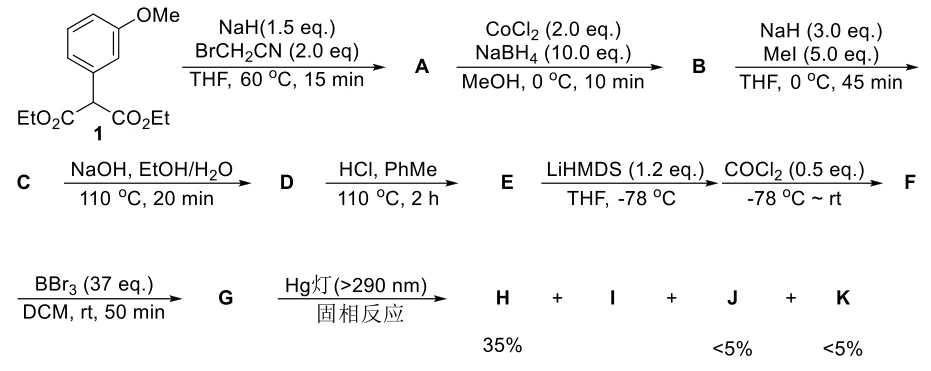 OMe
EtO₂C CO₂Et
1
NaH(1.5 eq.)
BrCH₂CN (2.0 eq)
THF, 60 °C, 15 min
A
CoCl₂ (2.0 eq.)
NaBH₄ (10.0 eq.)
MeOH, 0 °C, 10 min
B
NaH (3.0 eq.)
MeI (5.0 eq.)
THF, 0 °C, 45 min
C
NaOH, EtOH/H₂O
110 °C, 20 min
D
HCl, PhMe
110 °C, 2 h
E
LiHMDS (1.2 eq.)
THF, -78 °C
COCl₂ (0.5 eq.)
-78 °C ~ rt
F
BBr₃ (37 eq.)
DCM, rt, 50 min
G
Hg灯(>290 nm)
固相反应
H + I + J + K
35% <5% <5%